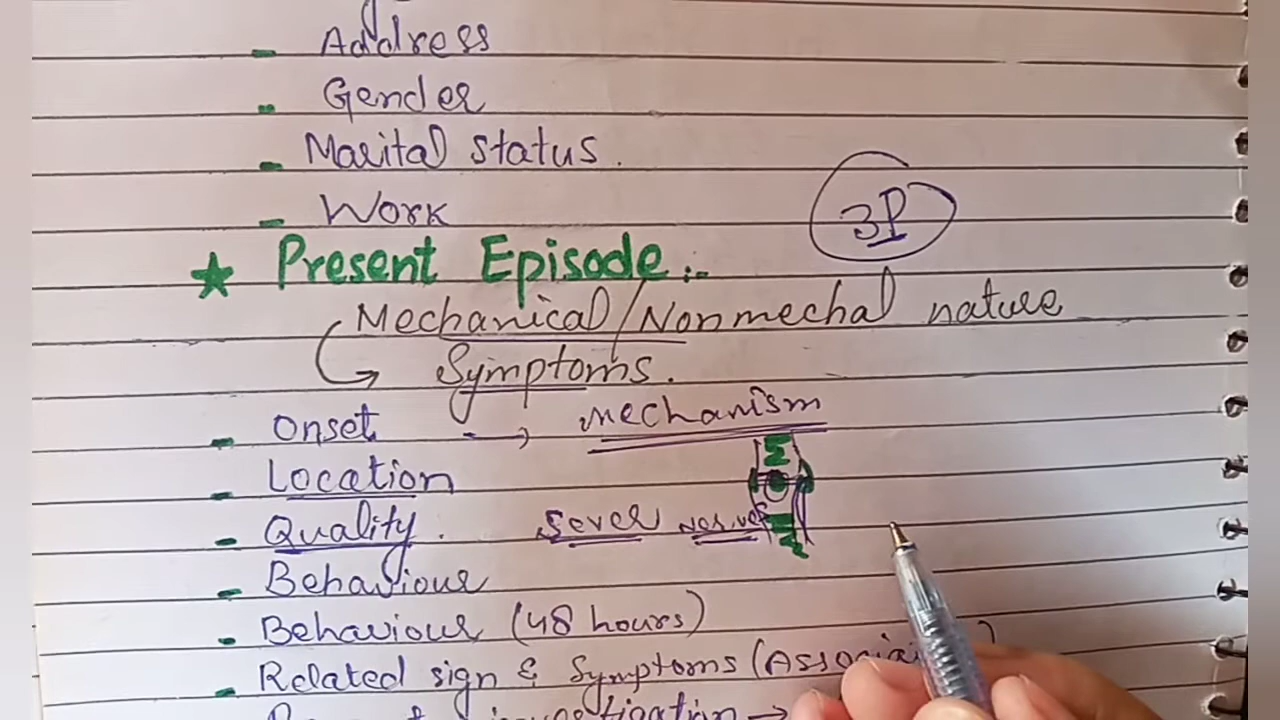 - Address
- Gender
- Marital status.
- Work
3P
★ Present Episode :-
Mechanical/Nonmechal nature
Symptoms.
- Onset → Mechanism
- Location
- Quality. Sever Nerves
- Behaviour
- Behaviour (48 hours)
- Related sign & Symptoms (